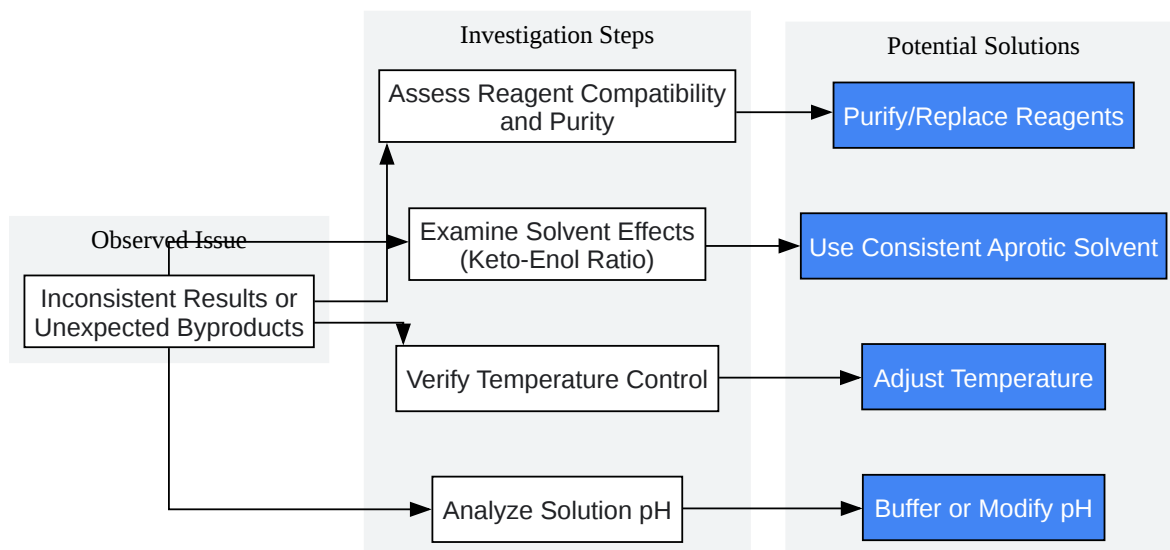 Investigation Steps
Potential Solutions
Assess Reagent Compatibility
and Purity
Purify/Replace Reagents
Observed Issue
Examine Solvent Effects
(Keto-Enol Ratio)
Use Consistent Aprotic Solvent
Inconsistent Results or
Unexpected Byproducts
Verify Temperature Control
Adjust Temperature
Analyze Solution pH
Buffer or Modify pH